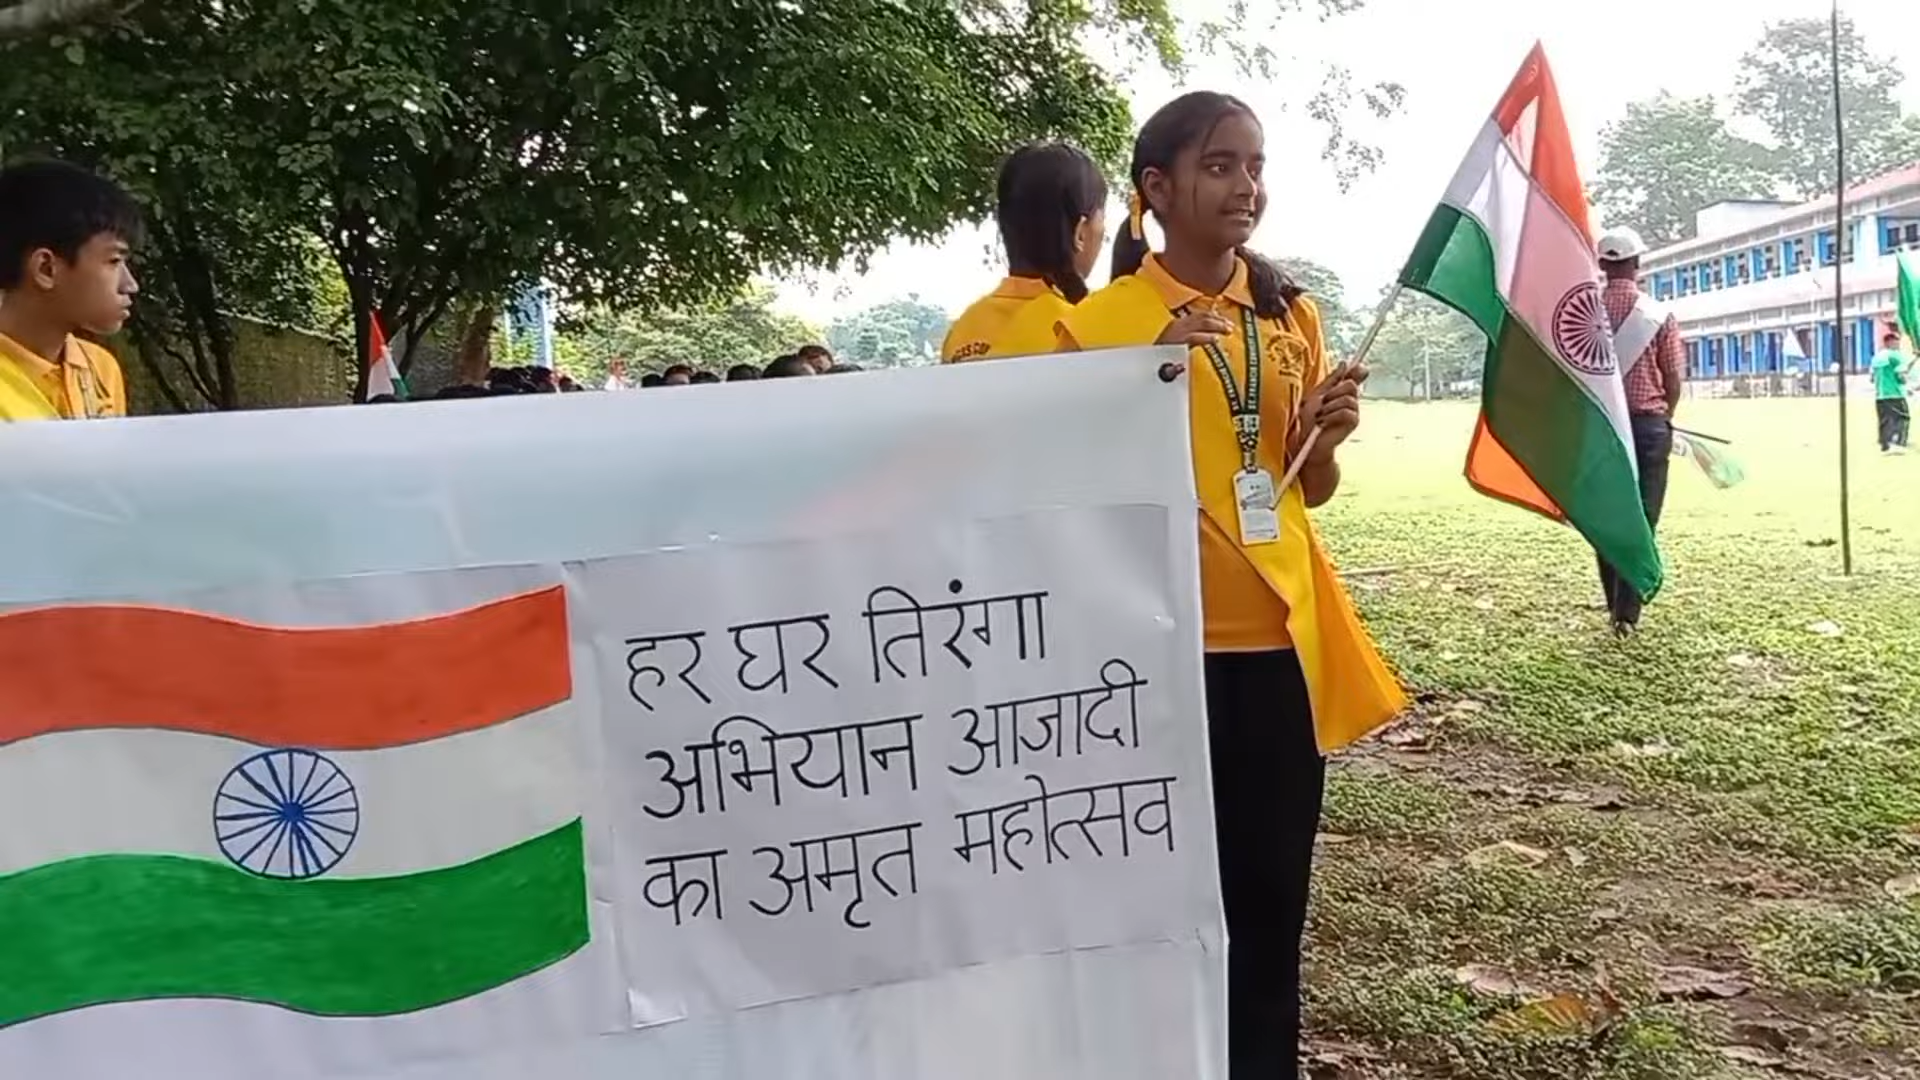 हर घर तिरंगा
अभियान आजादी
का अमृत महोत्सव